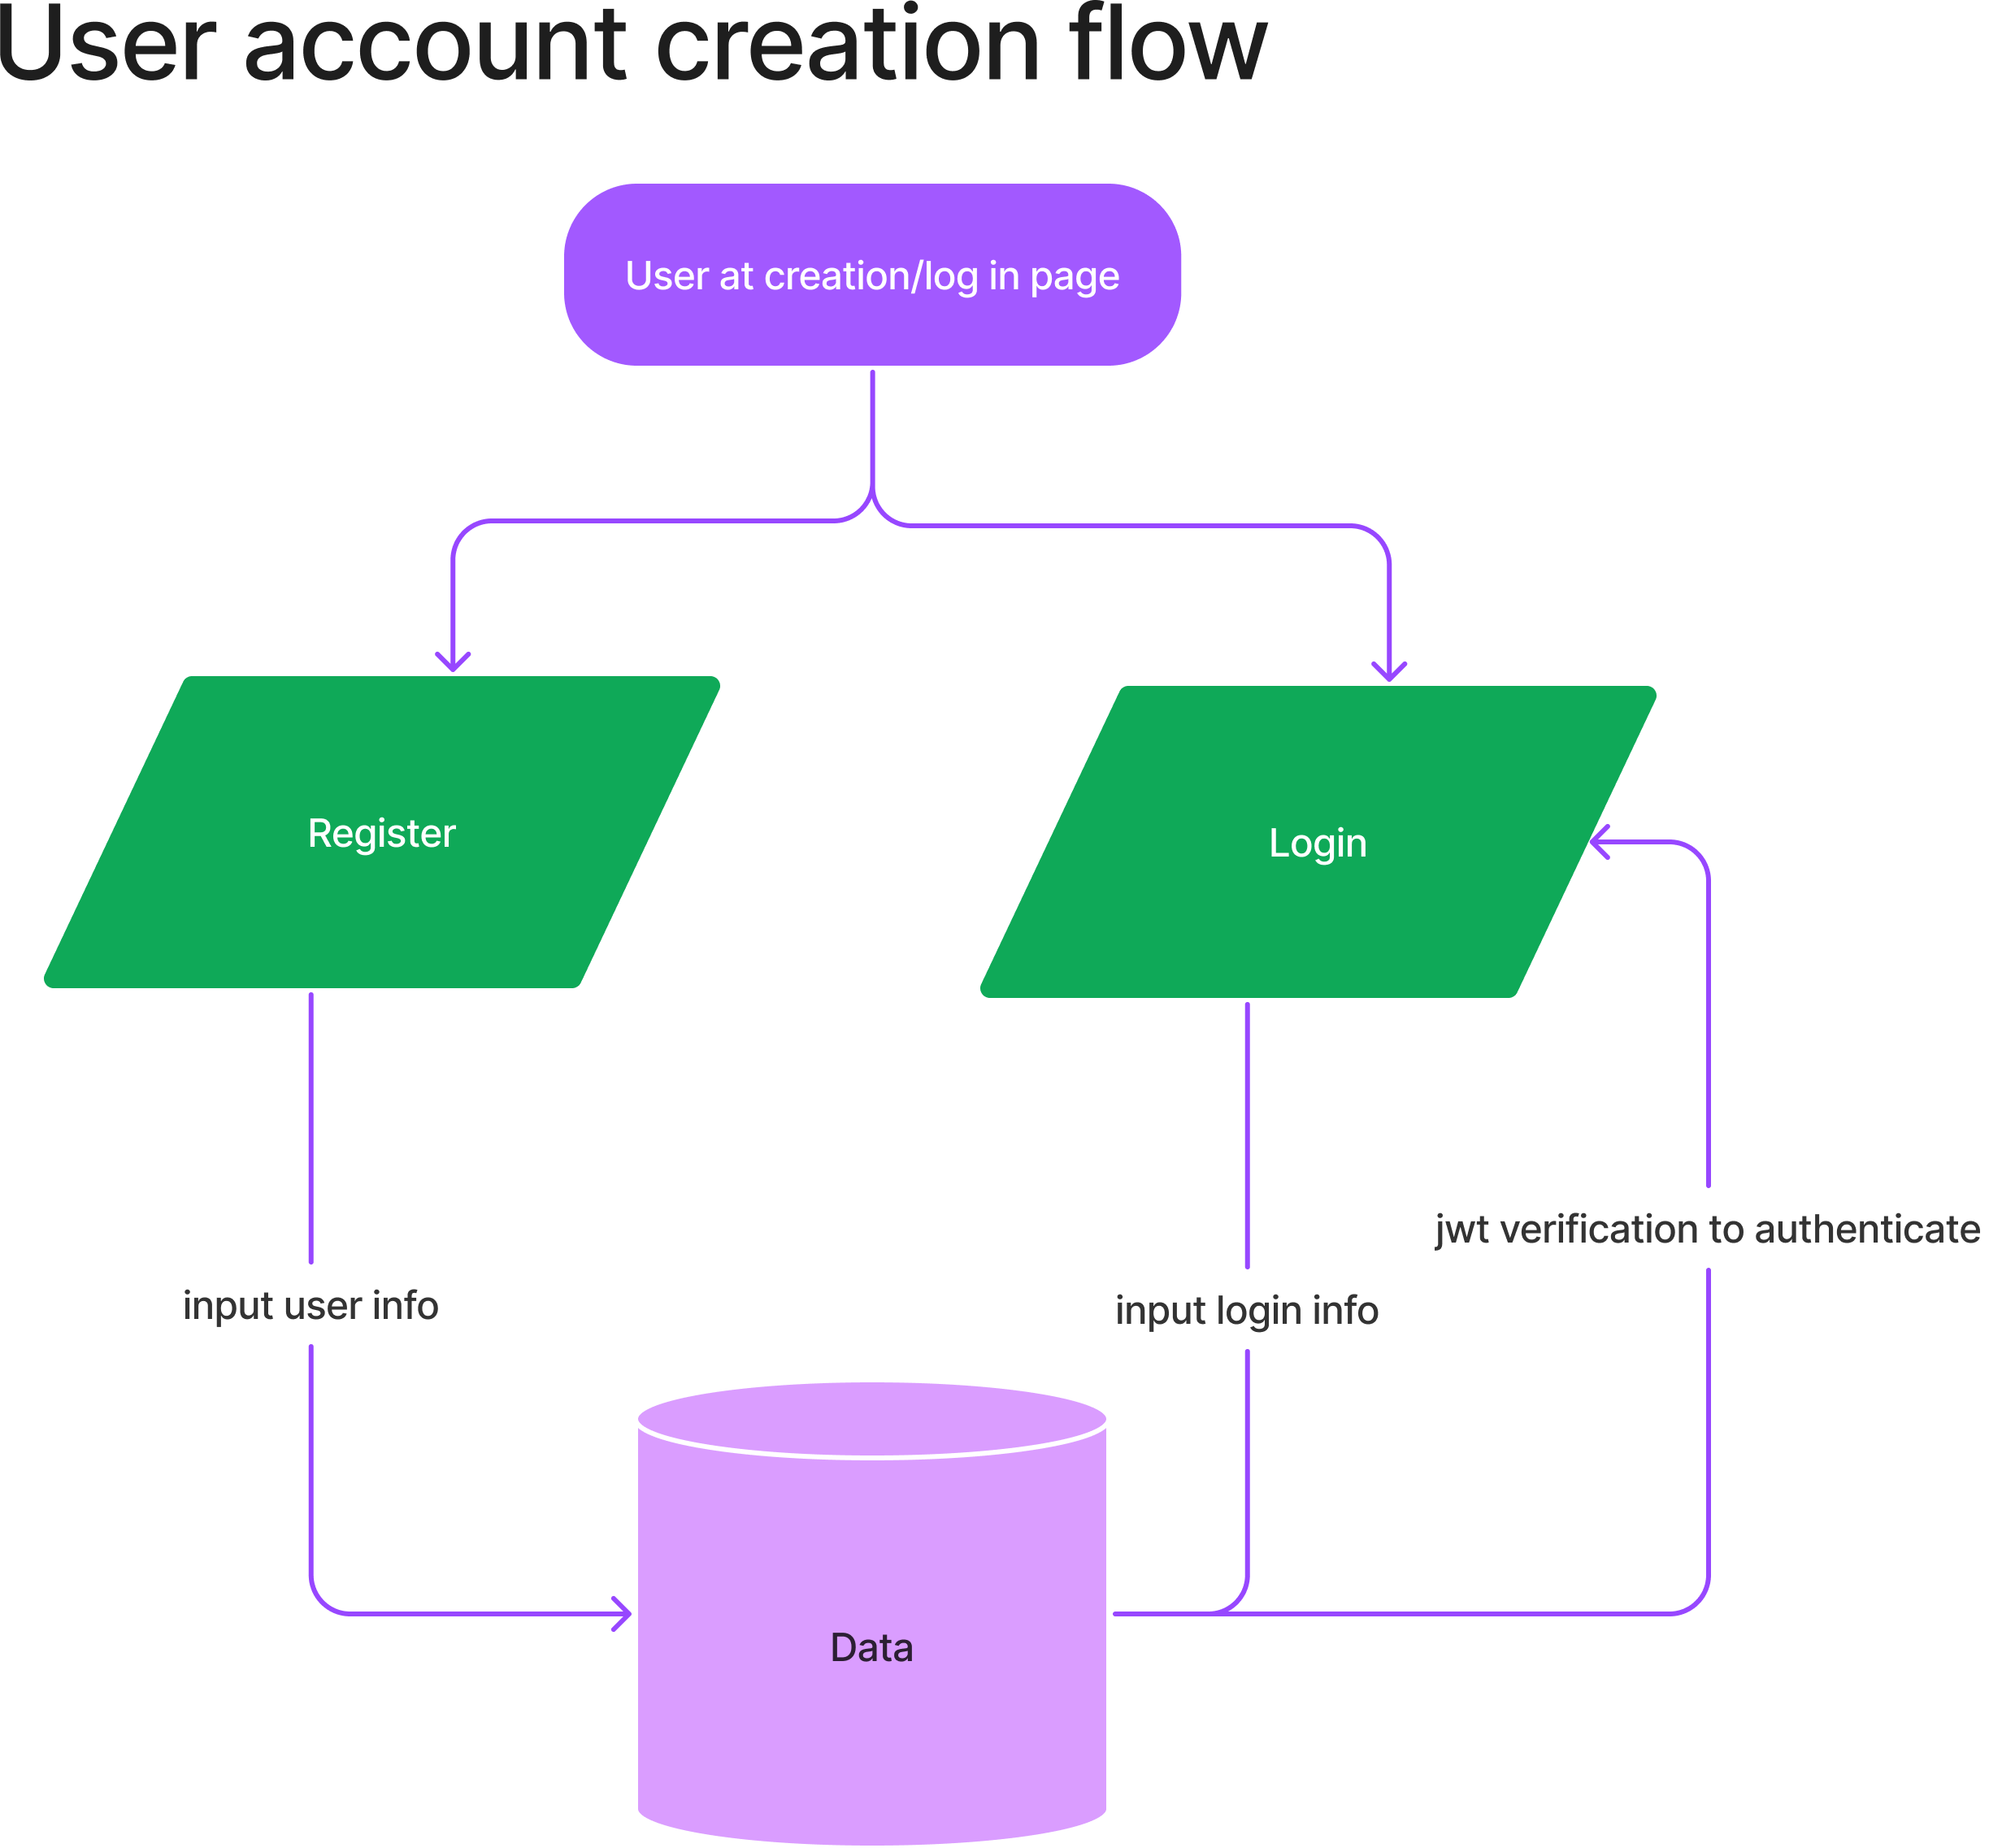 User account creation flow
User at creation/log in page
Register
Login
jwt verification to authenticate
input user info
input login info
Data